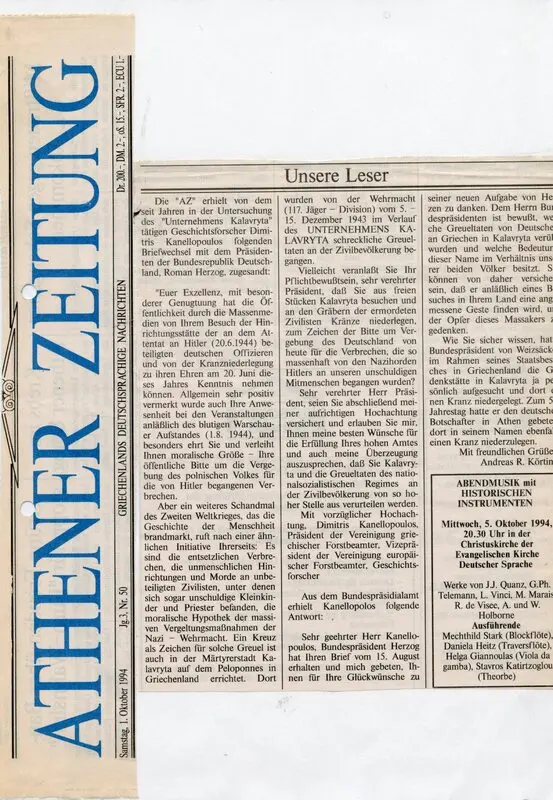 ATHENER ZEITUNG
GRIECHENLANDS DEUTSCHSPRACHIGE NACHRICHTEN
Dr. 200,- DM. 2,- öS. 15,- SFR. 2,- ECU 1,-
Samstag, 1. Oktober 1994
Jg.3, Nr. 50
Unsere Leser
Die "AZ" erhielt von dem
seit Jahren in der Untersuchung
des "Unternehmens Kalavryta"
tätigen Geschichtsforscher Dimi-
tris Kanellopoulos folgenden
Briefwechsel mit dem Präsiden-
ten der Bundesrepublik Deutsch-
land, Roman Herzog, zugesandt:
"Euer Exzellenz, mit beson-
derer Genugtuung hat die Öf-
fentlichkeit durch die Massenme-
dien von Ihrem Besuch der Hin-
richtungsstätte der an dem At-
tentat an Hitler (20.6.1944) be-
teiligten deutschen Offizieren
und von der Kranzniederlegung
zu ihren Ehren am 20. Juni die-
ses Jahres Kenntnis nehmen
können. Allgemein sehr positiv
vermerkt wurde auch Ihre Anwe-
senheit bei den Veranstaltungen
anläßlich des blutigen Warschau-
er Aufstandes (1.8. 1944), und
besonders ehrt Sie und verleiht
Ihnen moralische Größe - Ihre
öffentliche Bitte um die Verge-
bung des polnischen Volkes für
die von Hitler begangenen Ver-
brechen.
Aber ein weiteres Schandmal
des Zweiten Weltkrieges, das die
Geschichte der Menschheit
brandmarkt, ruft nach einer ähn-
lichen Initiative Ihrerseits: Es
sind die entsetzlichen Verbre-
chen, die unmenschlichen Hin-
richtungen und Morde an unbe-
teiligten Zivilisten, unter denen
sich sogar unschuldige Kleinkin-
der und Priester befanden, die
moralische Hypothek der massi-
ven Vergeltungsmaßnahmen der
Nazi - Wehrmacht. Ein Kreuz
als Zeichen für solche Greuel ist
auch in der Märtyrerstadt Ka-
lavryta auf dem Peloponnes in
Griechenland errichtet. Dort
wurden von der Wehrmacht
(117. Jäger - Division) vom 5. -
15. Dezember 1943 im Verlauf
des UNTERNEHMENS KA-
LAVRYTA schreckliche Greuel-
taten an der Zivilbevölkerung be-
gangen.
Vielleicht veranlaßt Sie Ihr
Pflichtbewußtsein, sehr verehrter
Präsident, daß Sie aus freien
Stücken Kalavryta besuchen und
an den Gräbern der ermordeten
Zivilisten Kränze niederlegen,
zum Zeichen der Bitte um Ver-
gebung des Deutschland von
heute für die Verbrechen, die so
massenhaft von den Nazihorden
Hitlers an unseren unschuldigen
Mitmenschen begangen wurden?
Sehr verehrter Herr Präsi-
dent, seien Sie abschließend mei-
ner aufrichtigen Hochachtung
versichert und erlauben Sie mir,
Ihnen meine besten Wünsche für
die Erfüllung Ihres hohen Amtes
und auch meine Überzeugung
auszusprechen, daß Sie Kalavry-
ta und die Greueltaten des natio-
nalsozialistischen Regimes an
der Zivilbevölkerung von so ho-
her Stelle aus verurteilen werden.
Mit vorzüglicher Hochach-
tung, Dimitris Kanellopoulos,
Präsident der Vereinigung grie-
chischer Forstbeamter, Vizeprä-
sident der Vereinigung europäi-
scher Forstbeamter, Geschichts-
forscher
Aus dem Bundespräsidialamt
erhielt Kanellopolos folgende
Antwort:
Sehr geehrter Herr Kanello-
poulos, Bundespräsident Herzog
hat Ihren Brief vom 15. August
erhalten und mich gebeten, Ih-
nen für Ihre Glückwünsche zu
seiner neuen Aufgabe von He
zen zu danken. Dem Herrn Bun
despräsidenten ist bewußt, we
che Greueltaten von Deutsche
an Griechen in Kalavryta verü
wurden und welche Bedeutun
dieser Name im Verhältnis uns
rer beiden Völker besitzt. S
können von daher versiche
sein, daß er anläßlich eines B
suches in Ihrem Land eine ang
messene Geste finden wird, u
der Opfer dieses Massakers z
gedenken.
Wie Sie sicher wissen, hat
Bundespräsident von Weizsäck
im Rahmen seines Staatsbes
ches in Griechenland die G
denkstätte in Kalavryta ja pe
sönlich aufgesucht und dort e
nen Kranz niedergelegt. Zum 5
Jahrestag hatte er den deutsche
Botschafter in Athen gebete
dort in seinem Namen ebenfa
einen Kranz niederzulegen.
Mit freundlichen Grüße
Andreas R. Körtin
ABENDMUSIK mit
HISTORISCHEN
INSTRUMENTEN
Mittwoch, 5. Oktober 1994,
20.30 Uhr in der
Christuskirche der
Evangelischen Kirche
Deutscher Sprache
Werke von J.J. Quanz, G.Ph.
Telemann, L. Vinci, M. Marais
R. de Visee, A. und W.
Holborne
Ausführende
Mechthild Stark (Blockflöte),
Daniela Heitz (Traversflöte),
Helga Giannoulas (Viola da
gamba), Stavros Katirtzoglou
(Theorbe)